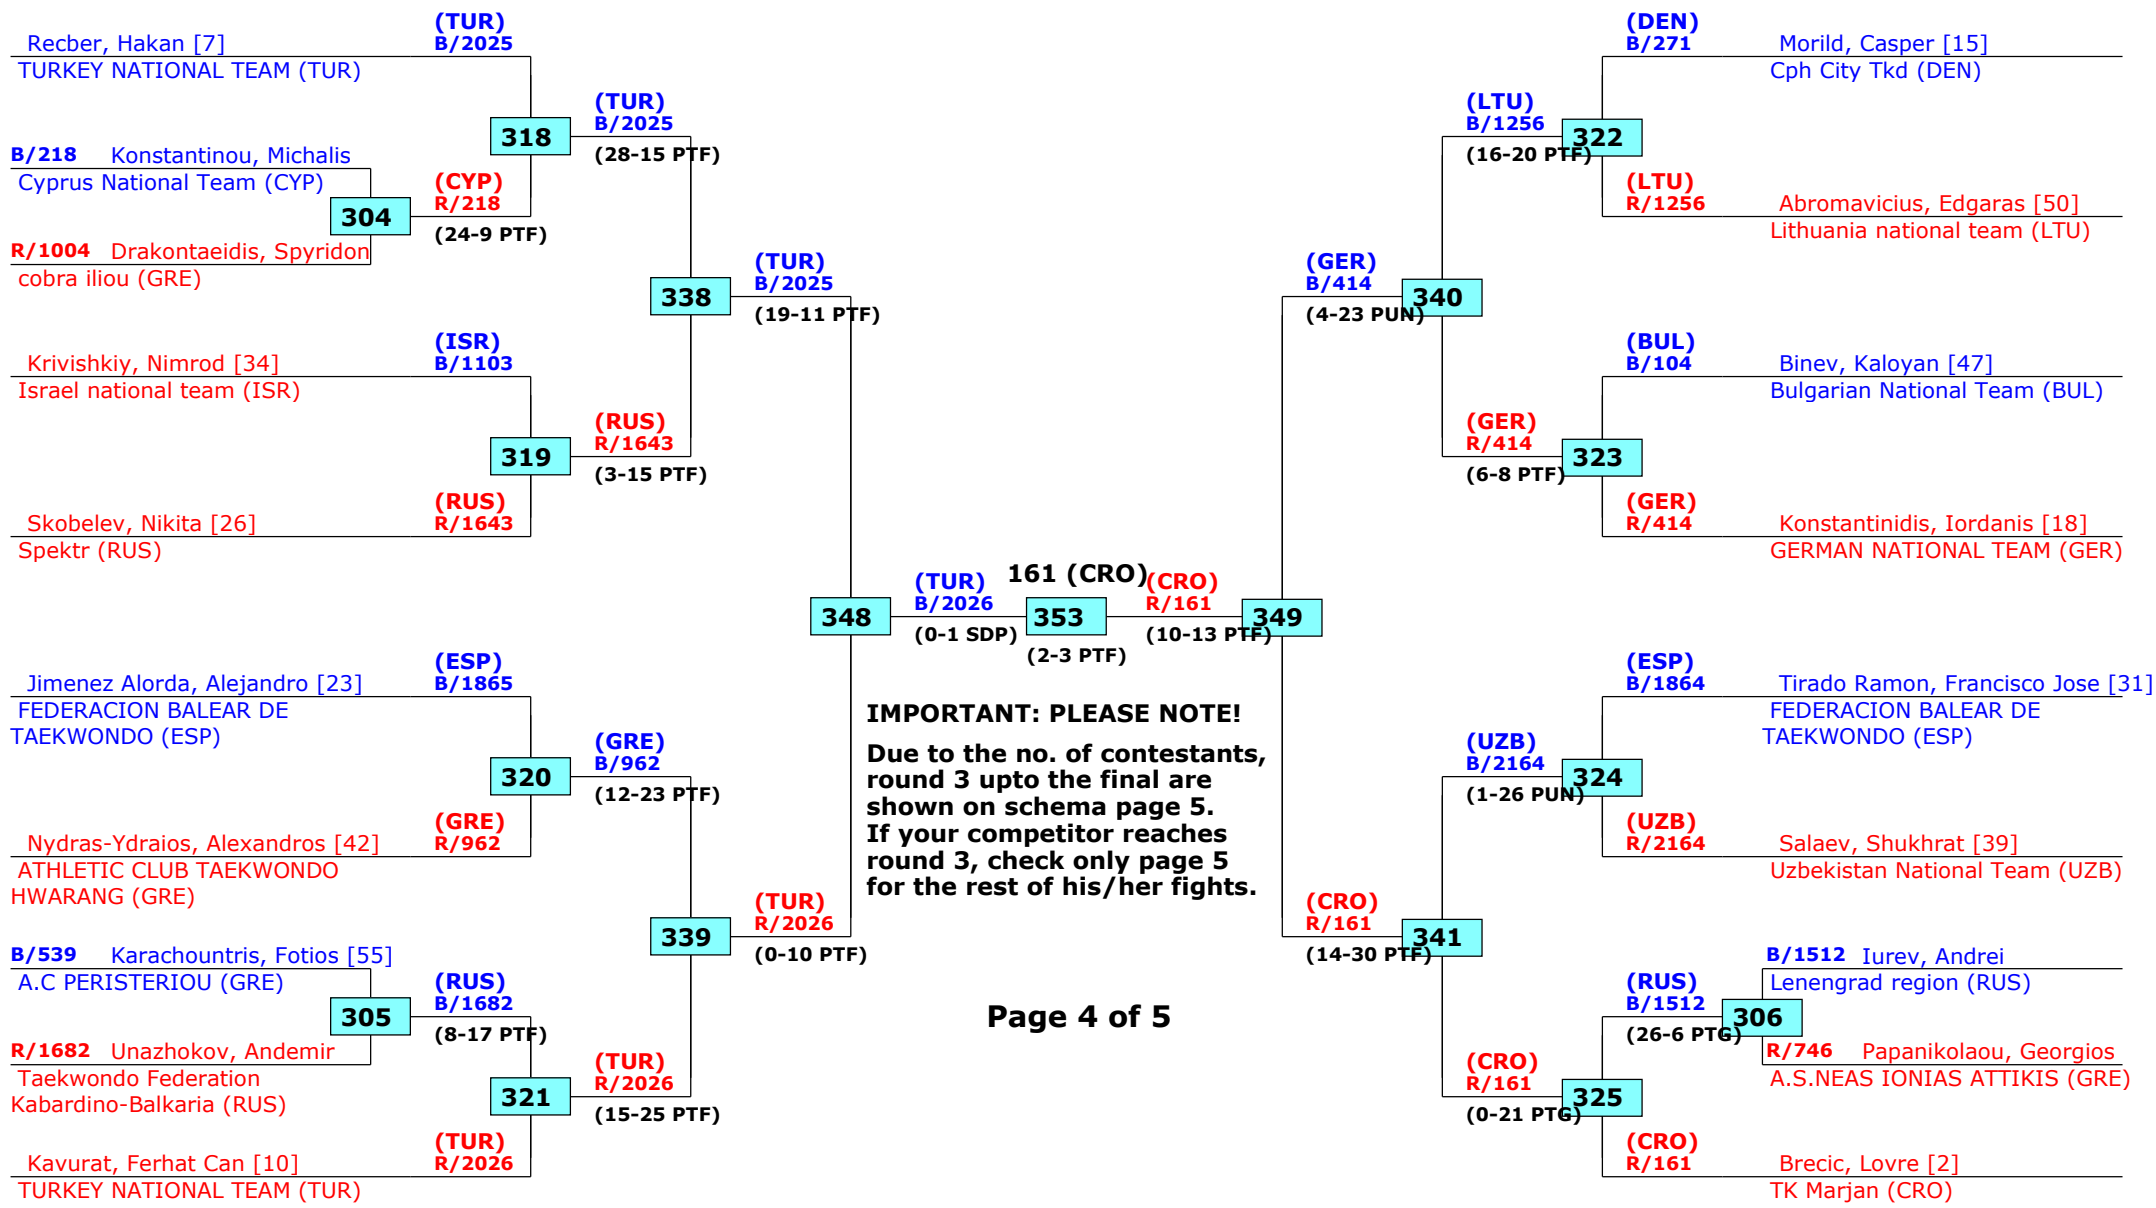 (TUR)
B/2025
Recber, Hakan [7]
TURKEY NATIONAL TEAM (TUR)
318
(TUR)
B/2025
(28-15 PTF)
B/218 Konstantinou, Michalis
Cyprus National Team (CYP)
304
(CYP)
R/218
(24-9 PTF)
R/1004 Drakontaeidis, Spyridon
cobra iliou (GRE)
338
(TUR)
B/2025
(19-11 PTF)
(ISR)
B/1103
Krivishkiy, Nimrod [34]
Israel national team (ISR)
319
(RUS)
R/1643
(3-15 PTF)
(RUS)
R/1643
Skobelev, Nikita [26]
Spektr (RUS)
348
(TUR)
B/2026
(0-1 SDP)
161 (CRO)
353
(2-3 PTF)
(CRO)
R/161
(10-13 PTF)
349
(ESP)
B/1865
Jimenez Alorda, Alejandro [23]
FEDERACION BALEAR DE
TAEKWONDO (ESP)
320
(GRE)
B/962
(12-23 PTF)
(GRE)
R/962
Nydras-Ydraios, Alexandros [42]
ATHLETIC CLUB TAEKWONDO
HWARANG (GRE)
339
(TUR)
R/2026
(0-10 PTF)
B/539 Karachountris, Fotios [55]
A.C PERISTERIOU (GRE)
305
(RUS)
B/1682
(8-17 PTF)
R/1682 Unazhokov, Andemir
Taekwondo Federation
Kabardino-Balkaria (RUS)
321
(TUR)
R/2026
(15-25 PTF)
(TUR)
R/2026
Kavurat, Ferhat Can [10]
TURKEY NATIONAL TEAM (TUR)
IMPORTANT: PLEASE NOTE!
Due to the no. of contestants,
round 3 upto the final are
shown on schema page 5.
If your competitor reaches
round 3, check only page 5
for the rest of his/her fights.
Page 4 of 5
(DEN)
B/271
Morild, Casper [15]
Cph City Tkd (DEN)
(LTU)
B/1256
(16-20 PTF)
322
(LTU)
R/1256
Abromavicius, Edgaras [50]
Lithuania national team (LTU)
(GER)
B/414
(4-23 PUN)
340
(BUL)
B/104
Binev, Kaloyan [47]
Bulgarian National Team (BUL)
(GER)
R/414
(6-8 PTF)
323
(GER)
R/414
Konstantinidis, Iordanis [18]
GERMAN NATIONAL TEAM (GER)
(ESP)
B/1864
Tirado Ramon, Francisco Jose [31]
FEDERACION BALEAR DE
TAEKWONDO (ESP)
(UZB)
B/2164
(1-26 PUN)
324
(UZB)
R/2164
Salaev, Shukhrat [39]
Uzbekistan National Team (UZB)
(CRO)
R/161
(14-30 PTF)
341
B/1512 Iurev, Andrei
Lenengrad region (RUS)
(RUS)
B/1512
(26-6 PTG)
306
R/746 Papanikolaou, Georgios
A.S.NEAS IONIAS ATTIKIS (GRE)
(CRO)
R/161
(0-21 PTG)
325
(CRO)
R/161
Brecic, Lovre [2]
TK Marjan (CRO)